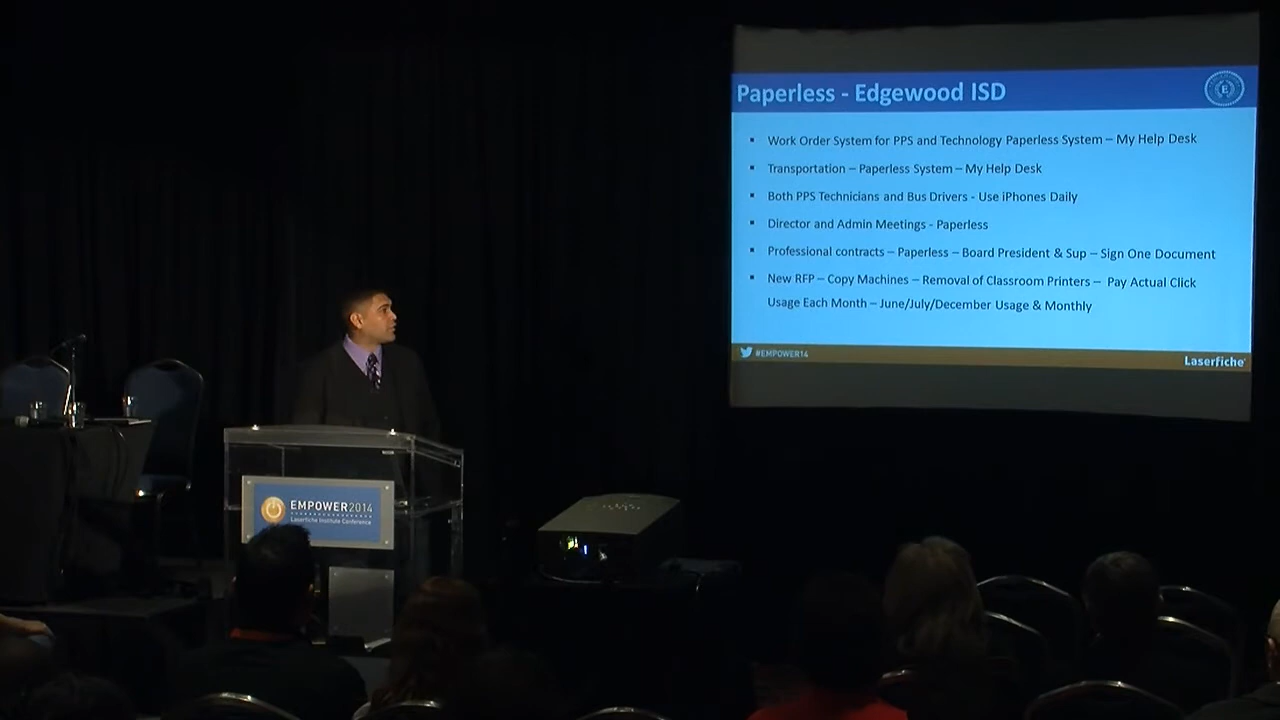 Paperless - Edgewood ISD
E
▪ Work Order System for PPS and Technology Paperless System – My Help Desk
▪ Transportation – Paperless System – My Help Desk
▪ Both PPS Technicians and Bus Drivers - Use iPhones Daily
▪ Director and Admin Meetings - Paperless
▪ Professional contracts – Paperless – Board President & Sup – Sign One Document
▪ New RFP – Copy Machines – Removal of Classroom Printers – Pay Actual Click
Usage Each Month – June/July/December Usage & Monthly
#EMPOWER14
Laserfiche
EMPOWER2014
Laserfiche Institute Conference